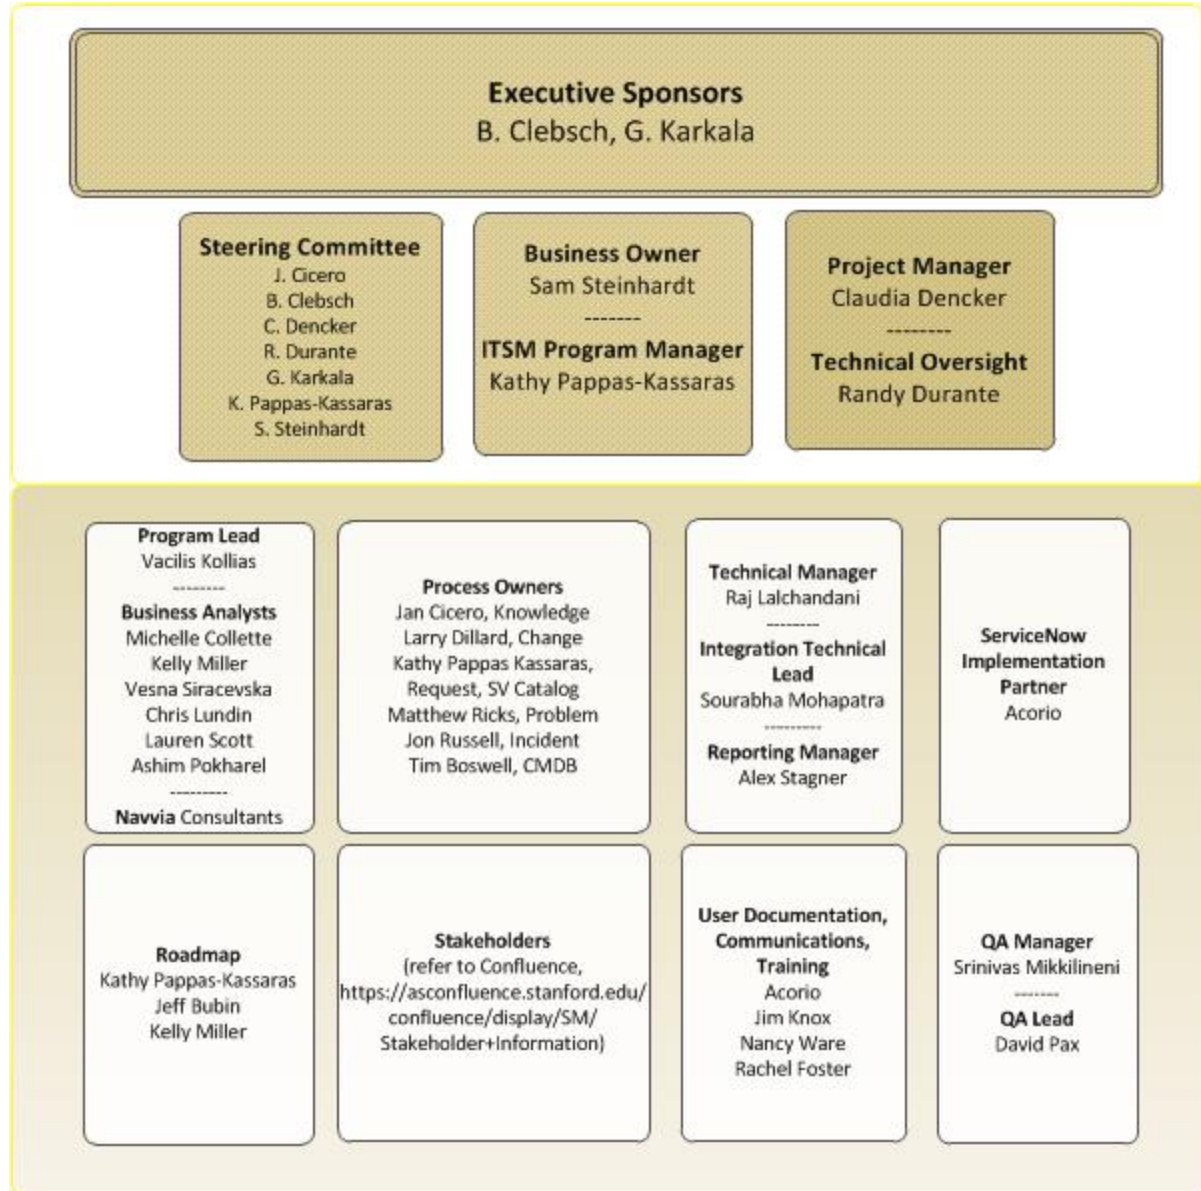 Executive Sponsors
B. Clebsch, G. Karkala
Steering Committee
J. Cicero
B. Clebsch
C. Dencker
R. Durante
G. Karkala
K. Pappas-Kassaras
S. Steinhardt
Business Owner
Sam Steinhardt
-------
ITSM Program Manager
Kathy Pappas-Kassaras
Project Manager
Claudia Dencker
--------
Technical Oversight
Randy Durante
Program Lead
Vacilis Kollias
--------
Business Analysts
Michelle Collette
Kelly Miller
Vesna Siracevska
Chris Lundin
Lauren Scott
Ashim Pokharel
---------
Navvia Consultants
Process Owners
Jan Cicero, Knowledge
Larry Dillard, Change
Kathy Pappas Kassaras,
Request, SV Catalog
Matthew Ricks, Problem
Jon Russell, Incident
Tim Boswell, CMDB
Technical Manager
Raj Lalchandani
--------
Integration Technical
Lead
Sourabha Mohapatra
---------
Reporting Manager
Alex Stagner
ServiceNow
Implementation
Partner
Acorio
Roadmap
Kathy Pappas-Kassaras
Jeff Bubin
Kelly Miller
Stakeholders
(refer to Confluence,
https://asconfluence.stanford.edu/
confluence/display/SM/
Stakeholder+Information)
User Documentation,
Communications,
Training
Acorio
Jim Knox
Nancy Ware
Rachel Foster
QA Manager
Srinivas Mikkilineni
-------
QA Lead
David Pax